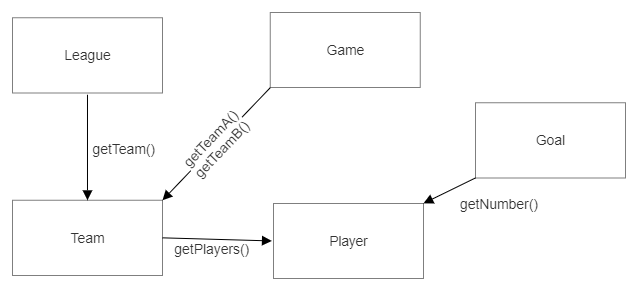 League
Game
getTeam()
getTeamA()
getTeamB()
Goal
getNumber()
Team
getPlayers()
Player